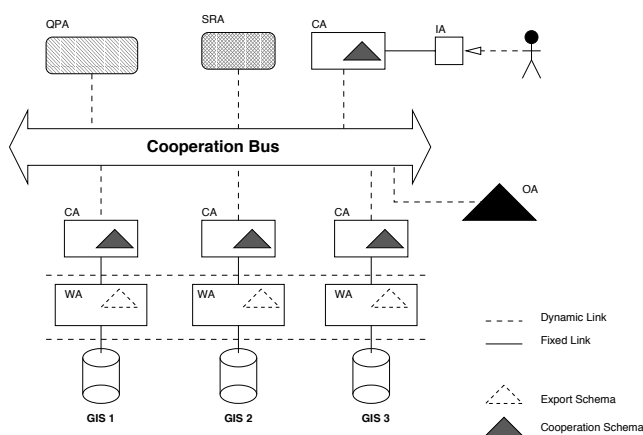 QPA
SRA
CA
IA
Cooperation Bus
OA
CA
CA
CA
WA
WA
WA
Dynamic Link
Fixed Link
GIS 1
GIS 2
GIS 3
Export Schema
Cooperation Schema